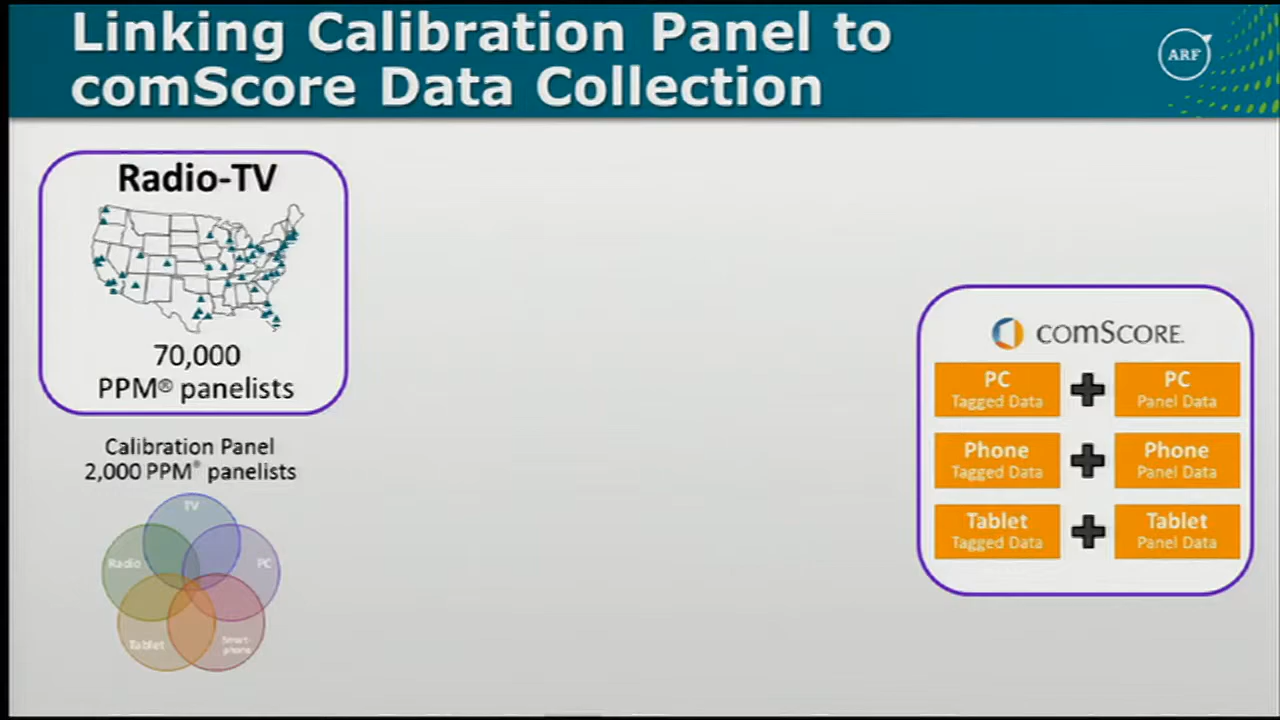 Linking Calibration Panel to
comScore Data Collection
ARF
Radio-TV
70,000
PPM® panelists
Calibration Panel
2,000 PPM® panelists
TV
Radio
PC
Tablet
Smart-
phone
comSCORE.
PC
Tagged Data
PC
Panel Data
Phone
Tagged Data
Phone
Panel Data
Tablet
Tagged Data
Tablet
Panel Data